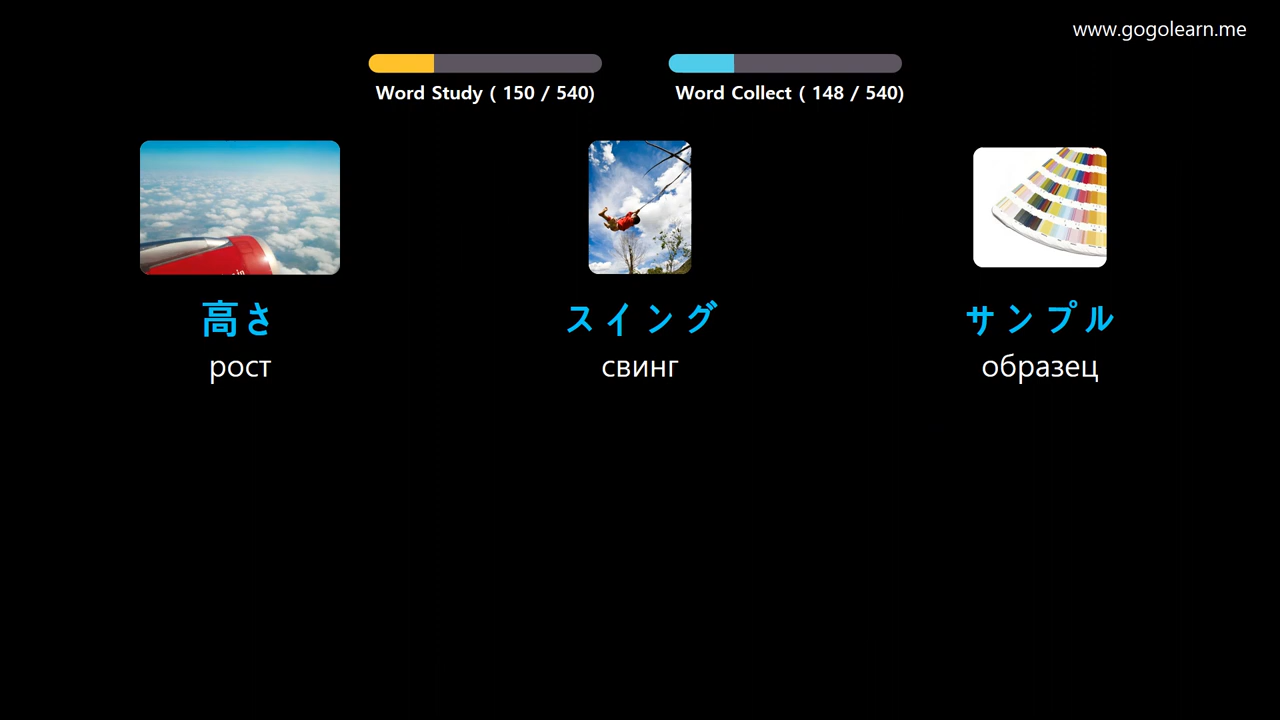 www.gogolearn.me
Word Study ( 150 / 540)
Word Collect ( 148 / 540)
高さ
スイング
サンプル
рост
свинг
образец